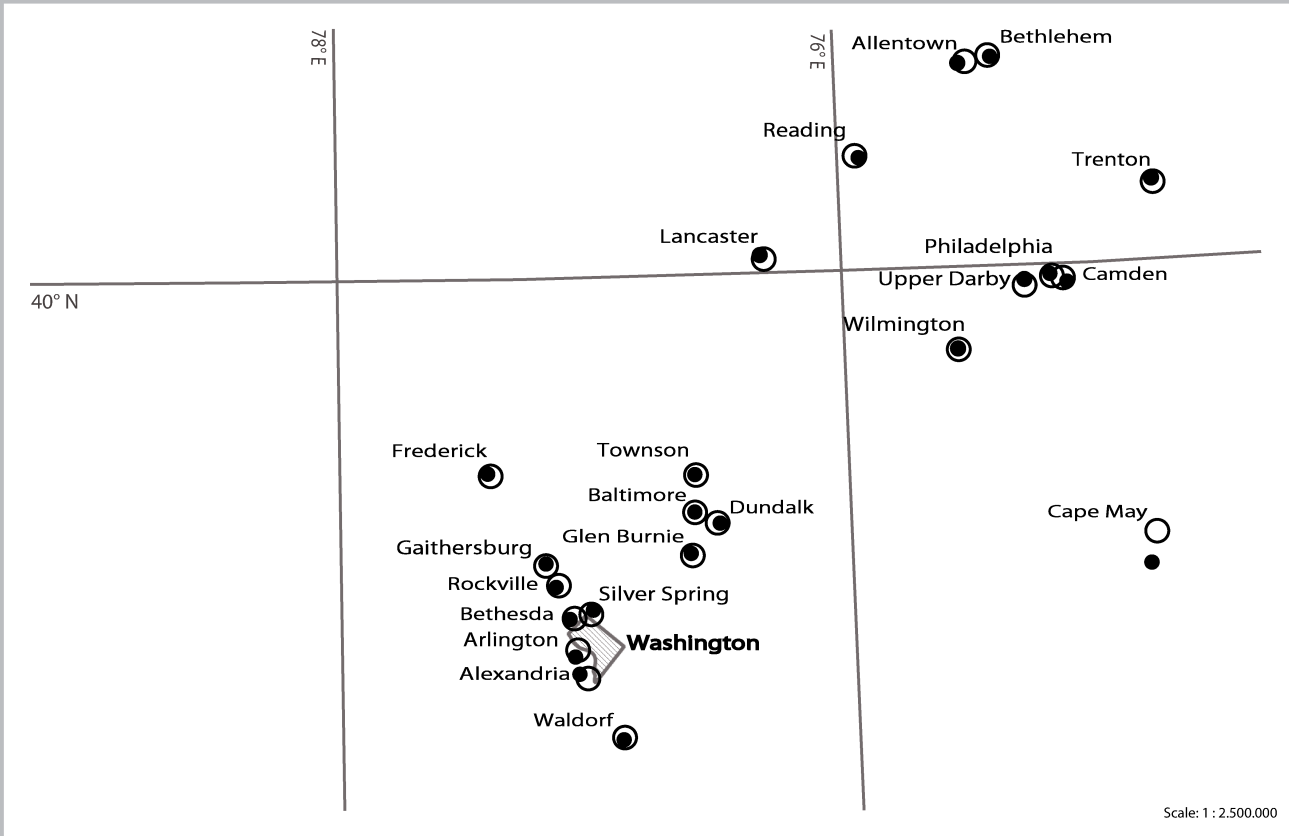 78° E
76° E
Allentown
Bethlehem
Reading
Trenton
Lancaster
Philadelphia
Upper Darby
Camden
40° N
Wilmington
Frederick
Townson
Baltimore
Dundalk
Glen Burnie
Gaithersburg
Rockville
Silver Spring
Bethesda
Arlington
Washington
Alexandria
Waldorf
Cape May
Scale: 1 : 2.500.000